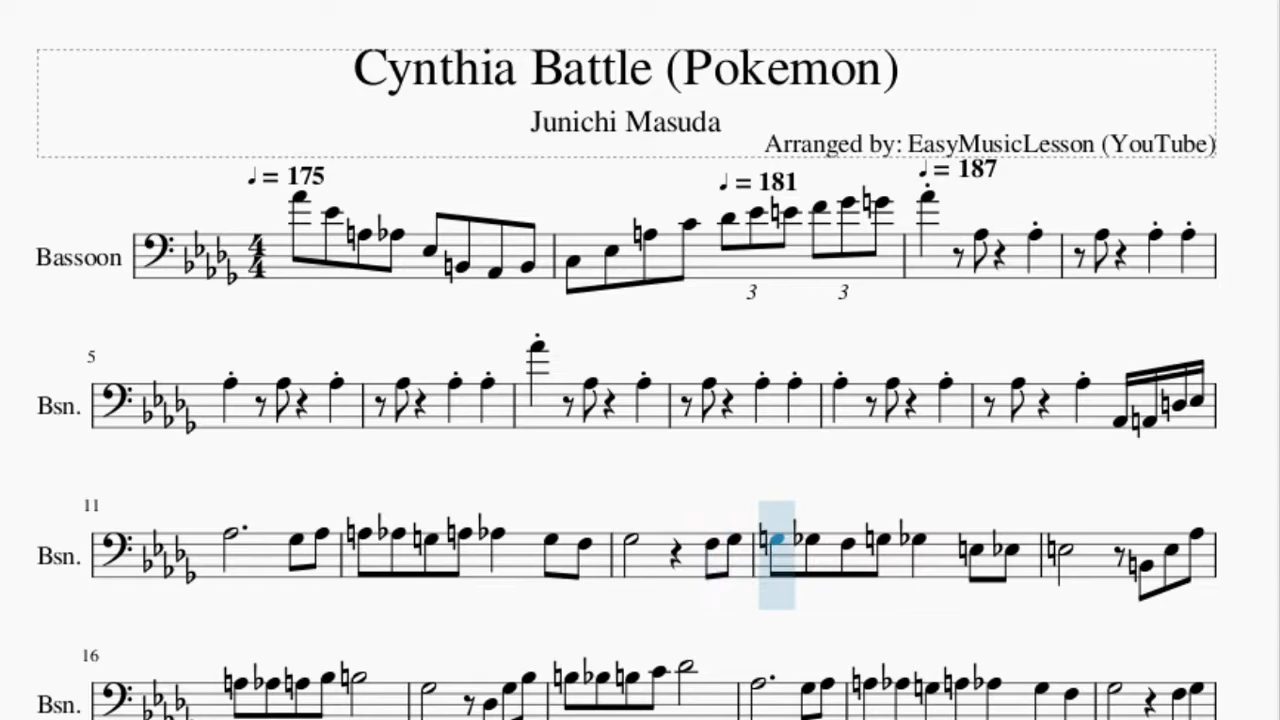 Cynthia Battle (Pokemon)
Junichi Masuda
Arranged by: EasyMusicLesson (YouTube)
♩ = 175
♩ = 181
♩ = 187
Bassoon
4
4
3
3
5
Bsn.
11
Bsn.
16
Bsn.